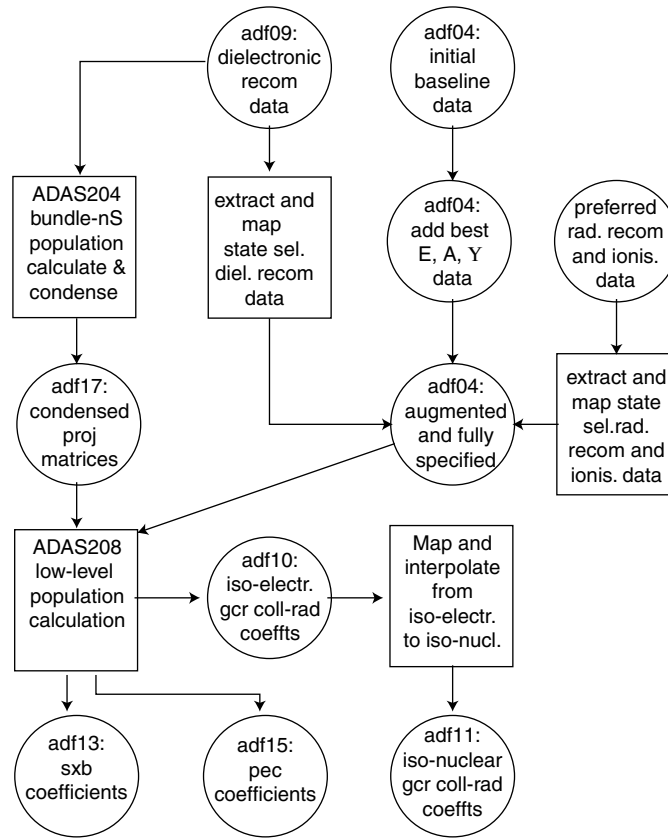 adf09:
dielectronic
recom
data
adf04:
initial
baseline
data
ADAS204
bundle-nS
population
calculate &
condense
extract and
map
state sel.
diel. recom
data
adf04:
add best
E, A, Υ
data
preferred
rad. recom
and ionis.
data
adf17:
condensed
proj
matrices
adf04:
augmented
and fully
specified
extract and
map state
sel.rad.
recom and
ionis. data
ADAS208
low-level
population
calculation
adf10:
iso-electr.
gcr coll-rad
coeffts
Map and
interpolate
from
iso-electr.
to iso-nucl.
adf13:
sxb
coefficients
adf15:
pec
coefficients
adf11:
iso-nuclear
gcr coll-rad
coeffts